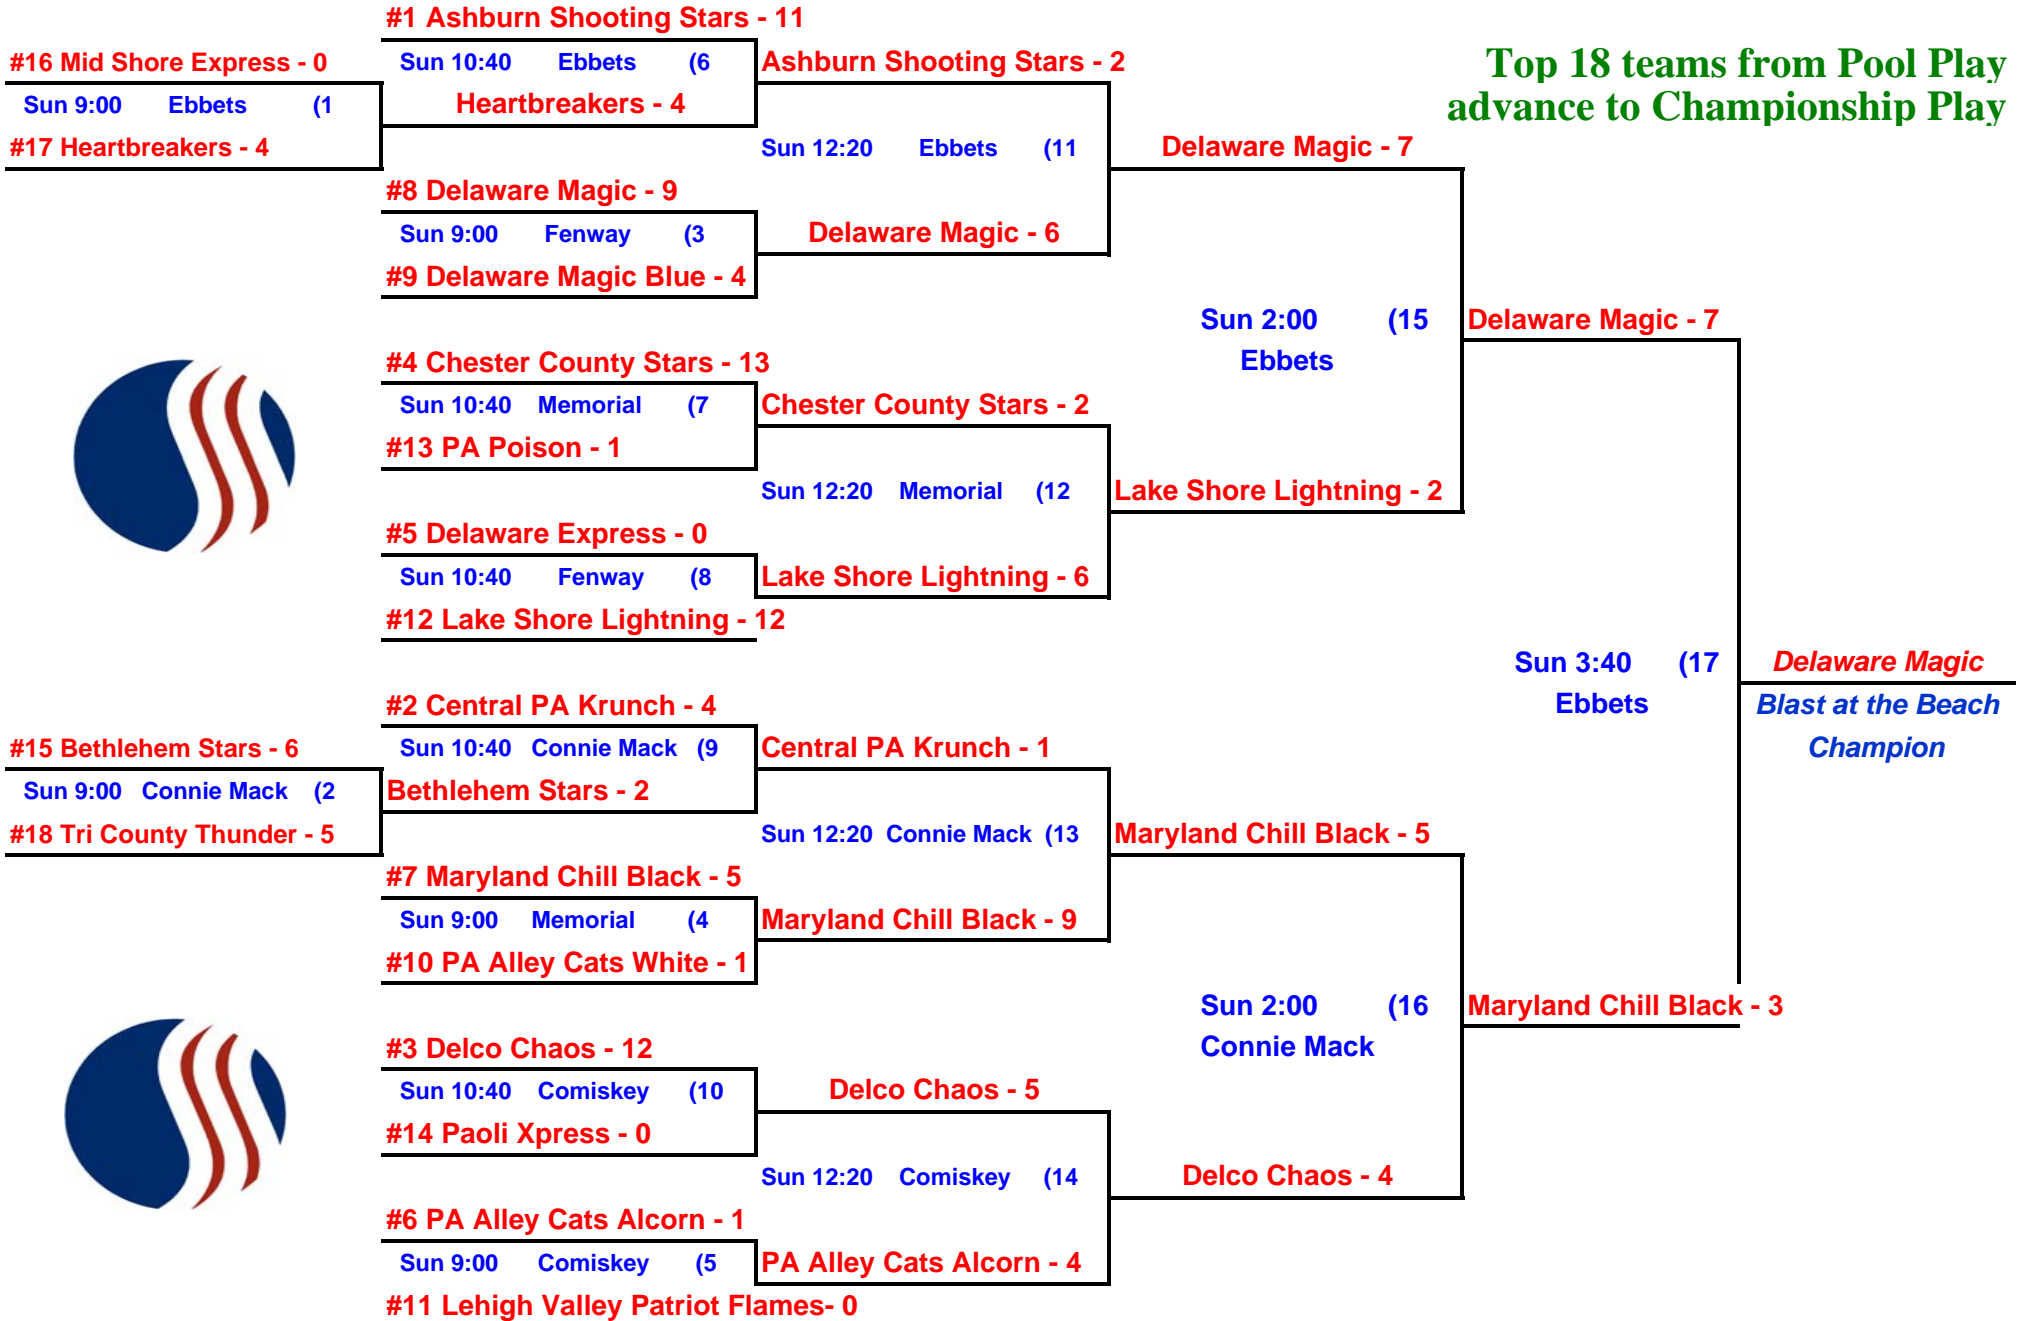 #1 Ashburn Shooting Stars - 11
#16 Mid Shore Express - 0
Sun 10:40 Ebbets (6
Ashburn Shooting Stars - 2
Top 18 teams from Pool Play
advance to Championship Play
Sun 9:00 Ebbets (1
Heartbreakers - 4
#17 Heartbreakers - 4
Sun 12:20 Ebbets (11
Delaware Magic - 7
#8 Delaware Magic - 9
Sun 9:00 Fenway (3
Delaware Magic - 6
#9 Delaware Magic Blue - 4
Sun 2:00 (15
Ebbets
Delaware Magic - 7
#4 Chester County Stars - 13
Sun 10:40 Memorial (7
Chester County Stars - 2
#13 PA Poison - 1
Sun 12:20 Memorial (12
Lake Shore Lightning - 2
#5 Delaware Express - 0
Sun 10:40 Fenway (8
Lake Shore Lightning - 6
#12 Lake Shore Lightning - 12
Sun 3:40 (17
Ebbets
Delaware Magic
Blast at the Beach
Champion
#2 Central PA Krunch - 4
#15 Bethlehem Stars - 6
Sun 10:40 Connie Mack (9
Central PA Krunch - 1
Sun 9:00 Connie Mack (2
Bethlehem Stars - 2
#18 Tri County Thunder - 5
Sun 12:20 Connie Mack (13
Maryland Chill Black - 5
#7 Maryland Chill Black - 5
Sun 9:00 Memorial (4
Maryland Chill Black - 9
#10 PA Alley Cats White - 1
Sun 2:00 (16
Connie Mack
Maryland Chill Black - 3
#3 Delco Chaos - 12
Sun 10:40 Comiskey (10
Delco Chaos - 5
#14 Paoli Xpress - 0
Sun 12:20 Comiskey (14
Delco Chaos - 4
#6 PA Alley Cats Alcorn - 1
Sun 9:00 Comiskey (5
PA Alley Cats Alcorn - 4
#11 Lehigh Valley Patriot Flames- 0